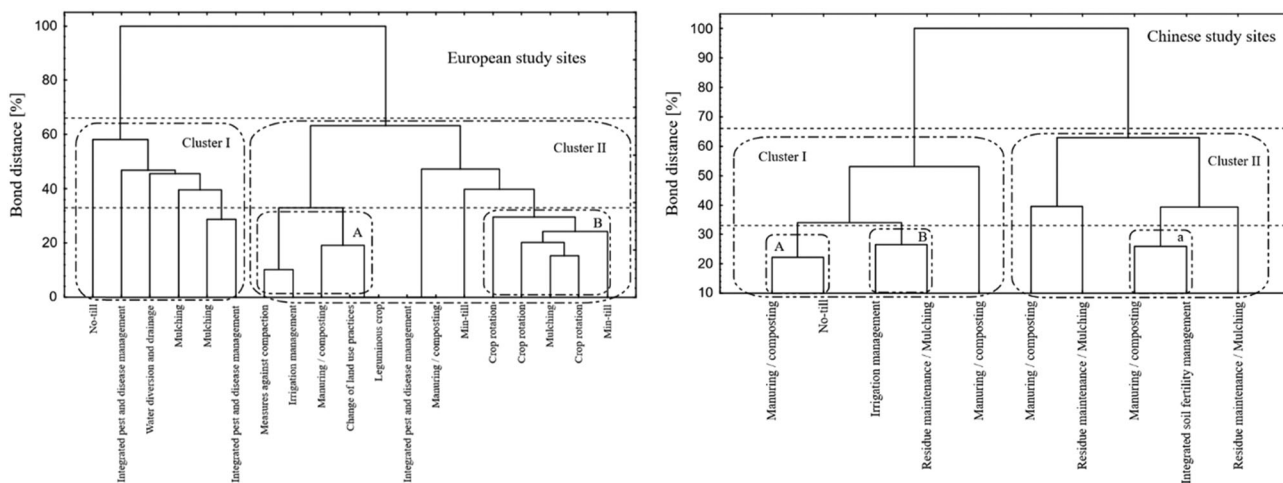 European study sites
Bond distance [%]
100
80
60
40
20
0
Cluster I
Cluster II
A
B
No-till
Integrated pest and disease management
Water diversion and drainage
Mulching
Mulching
Integrated pest and disease management
Measures against compaction
Irrigation management
Manuring / composting
Change of land use practices
Leguminous crop
Integrated pest and disease management
Manuring / composting
Min-till
Crop rotation
Crop rotation
Mulching
Crop rotation
Min-till
Chinese study sites
Bond distance [%]
100
90
80
70
60
50
40
30
20
10
Cluster I
Cluster II
A
B
a
Manuring / composting
No-till
Irrigation management
Residue maintenance / Mulching
Manuring / composting
Manuring / composting
Residue maintenance / Mulching
Manuring / composting
Integrated soil fertility management
Residue maintenance / Mulching